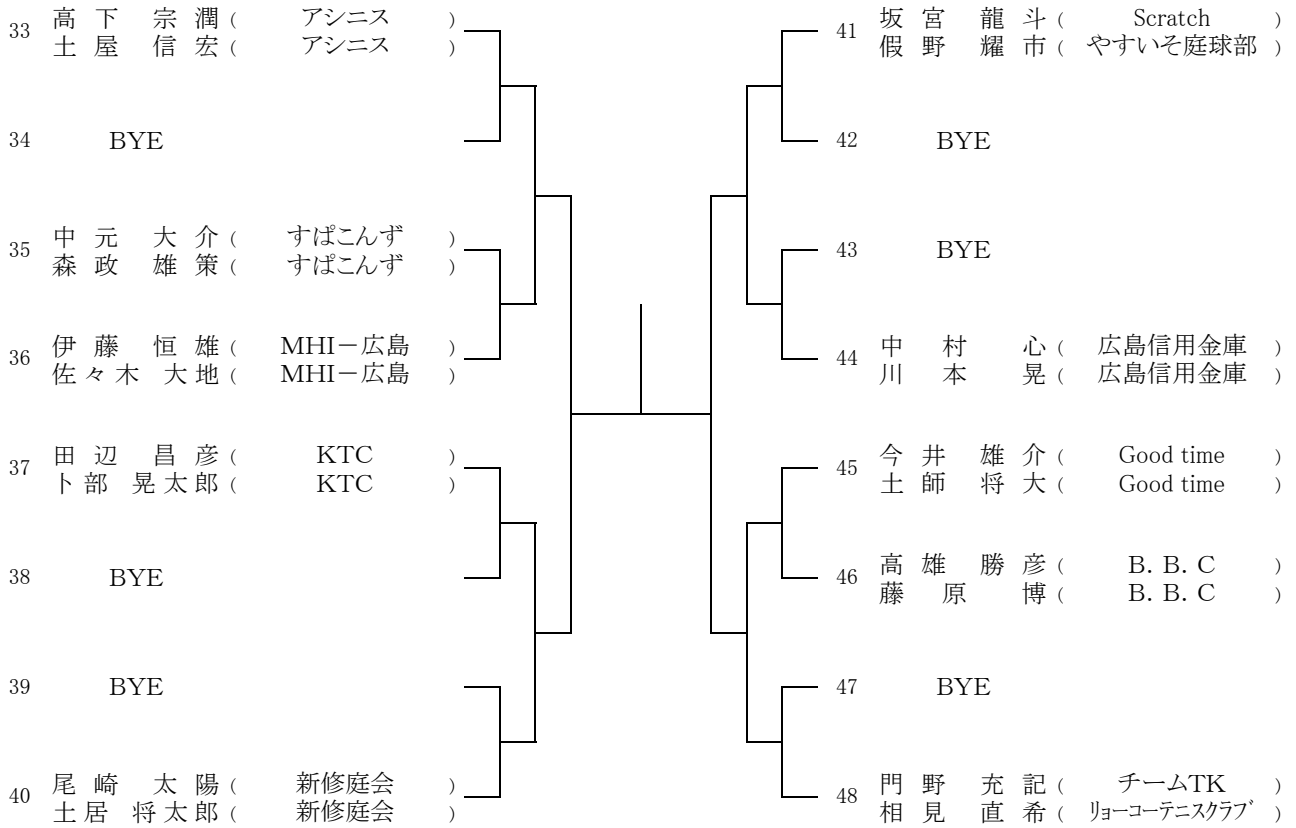 33 高下 宗潤 ( アシニス )
土屋 信宏 ( アシニス )
34 BYE
35 中元 大介 ( すぱこんず )
森政 雄策 ( すぱこんず )
36 伊藤 恒雄 ( MHI－広島 )
佐々木 大地 ( MHI－広島 )
37 田辺 昌彦 ( KTC )
卜部 晃太郎 ( KTC )
38 BYE
39 BYE
40 尾崎 太陽 ( 新修庭会 )
土居 将太郎 ( 新修庭会 )
41 坂宮 龍斗 ( Scratch )
假野 耀市 ( やすいそ庭球部 )
42 BYE
43 BYE
44 中村 心 ( 広島信用金庫 )
川本 晃 ( 広島信用金庫 )
45 今井 雄介 ( Good time )
土師 将大 ( Good time )
46 高雄 勝彦 ( B. B. C )
藤原 博 ( B. B. C )
47 BYE
48 門野 充記 ( チームTK )
相見 直希 ( リョーコーテニスクラブ )